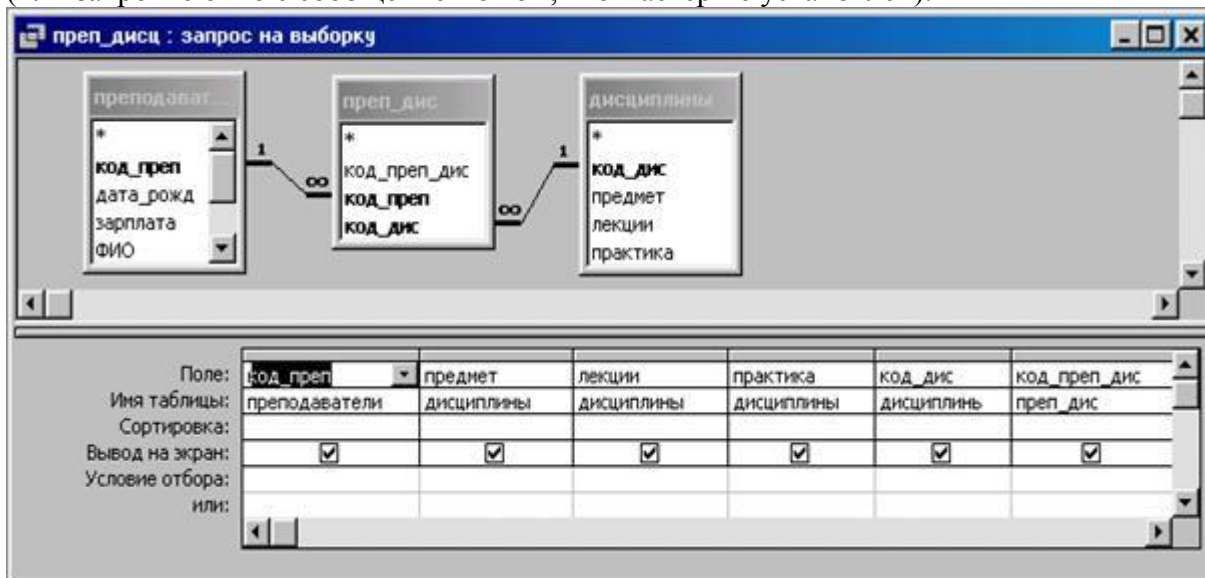 преп_дисц : запрос на выборку
преподават...
*
код_преп
дата_рожд
зарплата
ФИО
1
∞
преп_дис
*
код_преп_дис
код_преп
код_дис
∞
1
дисциплины
*
код_дис
предмет
лекции
практика
Поле: код_преп предмет лекции практика код_дис код_преп_дис
Имя таблицы: преподаватели дисциплины дисциплины дисциплины дисциплинь преп_дис
Сортировка:
Вывод на экран:
Условие отбора:
или: